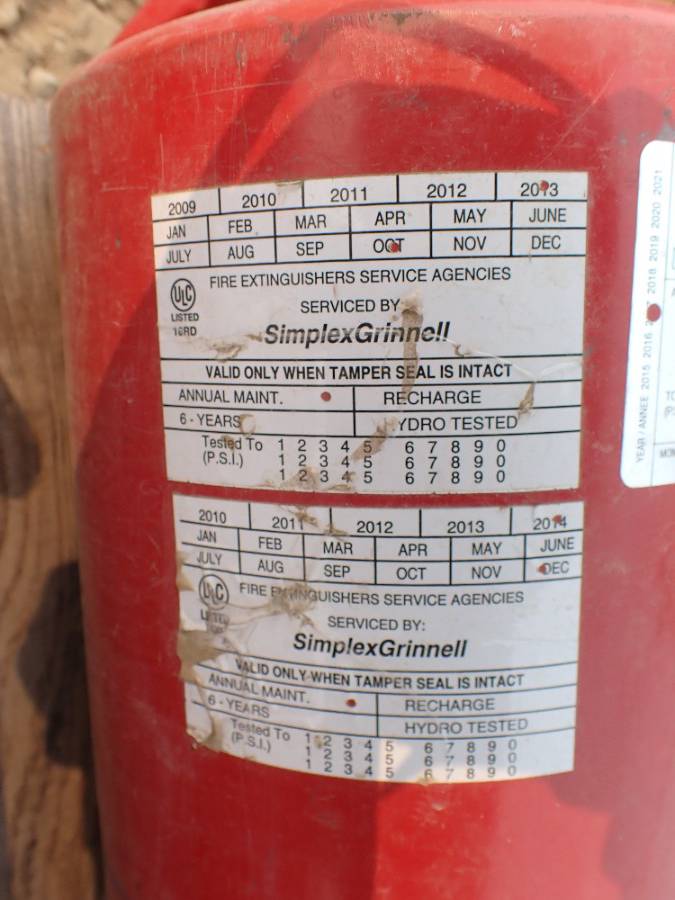 2009 2010 2011 2012 2013
JAN FEB MAR APR MAY JUNE
JULY AUG SEP OCT NOV DEC
ULC
LISTED
FIRE EXTINGUISHERS SERVICE AGENCIES
SERVICED BY:
SimplexGrinnell
VALID ONLY WHEN TAMPER SEAL IS INTACT
ANNUAL MAINT. RECHARGE
6 - YEARS HYDRO TESTED
Tested To 1 2 3 4 5 6 7 8 9 0
(P.S.I.) 1 2 3 4 5 6 7 8 9 0
1 2 3 4 5 6 7 8 9 0
2010 2011 2012 2013 2014
JAN FEB MAR APR MAY JUNE
JULY AUG SEP OCT NOV DEC
ULC
FIRE EXTINGUISHERS SERVICE AGENCIES
SERVICED BY:
SimplexGrinnell
VALID ONLY WHEN TAMPER SEAL IS INTACT
ANNUAL MAINT. RECHARGE
6 - YEARS HYDRO TESTED
Tested To 1 2 3 4 5 6 7 8 9 0
(P.S.I.) 1 2 3 4 5 6 7 8 9 0
1 2 3 4 5 6 7 8 9 0
YEAR / ANNEE 2015 2016 2018 2019 2020 2021